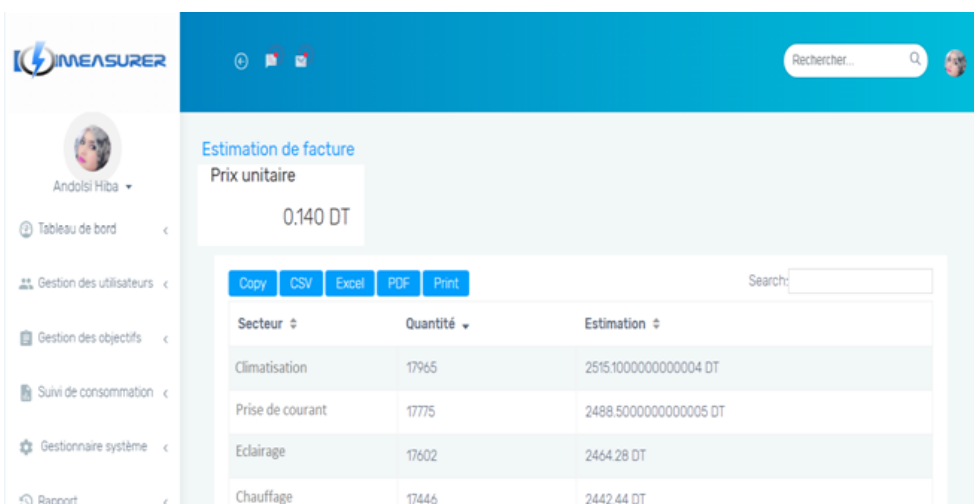 IMEASURER
Rechercher...
Andolsi Hiba
Tableau de bord
Gestion des utilisateurs
Gestion des objectifs
Suivi de consommation
Gestionnaire système
Rapport
Estimation de facture
Prix unitaire
0.140 DT
Copy CSV Excel PDF Print Search:
Secteur Quantité Estimation
Climatisation 17965 2515.1000000000004 DT
Prise de courant 17775 2488.5000000000005 DT
Eclairage 17602 2464.28 DT
Chauffage 17446 2442.44 DT